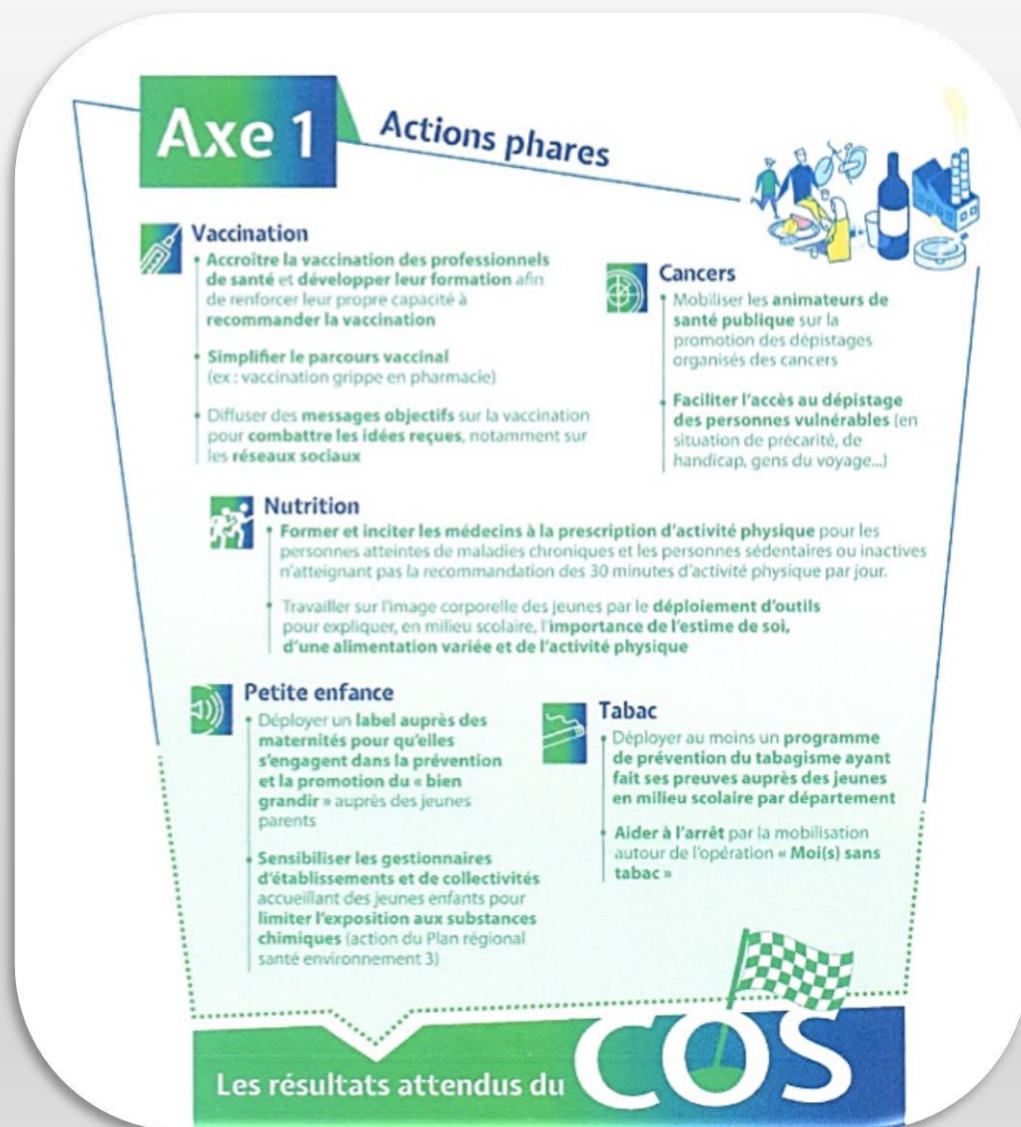 Axe 1
Actions phares
Vaccination
• Accroître la vaccination des professionnels
de santé et développer leur formation afin
de renforcer leur propre capacité à
recommander la vaccination
• Simplifier le parcours vaccinal
(ex : vaccination grippe en pharmacie)
• Diffuser des messages objectifs sur la vaccination
pour combattre les idées reçues, notamment sur
les réseaux sociaux
Cancers
• Mobiliser les animateurs de
santé publique sur la
promotion des dépistages
organisés des cancers
• Faciliter l'accès au dépistage
des personnes vulnérables (en
situation de précarité, de
handicap, gens du voyage...)
Nutrition
• Former et inciter les médecins à la prescription d'activité physique pour les
personnes atteintes de maladies chroniques et les personnes sédentaires ou inactives
n'atteignant pas la recommandation des 30 minutes d'activité physique par jour.
• Travailler sur l'image corporelle des jeunes par le déploiement d'outils
pour expliquer, en milieu scolaire, l'importance de l'estime de soi,
d'une alimentation variée et de l'activité physique
Petite enfance
• Déployer un label auprès des
maternités pour qu'elles
s'engagent dans la prévention
et la promotion du « bien
grandir » auprès des jeunes
parents
• Sensibiliser les gestionnaires
d'établissements et de collectivités
accueillant des jeunes enfants pour
limiter l'exposition aux substances
chimiques (action du Plan régional
santé environnement 3)
Tabac
• Déployer au moins un programme
de prévention du tabagisme ayant
fait ses preuves auprès des jeunes
en milieu scolaire par département
• Aider à l'arrêt par la mobilisation
autour de l'opération « Moi(s) sans
tabac »
Les résultats attendus du COS